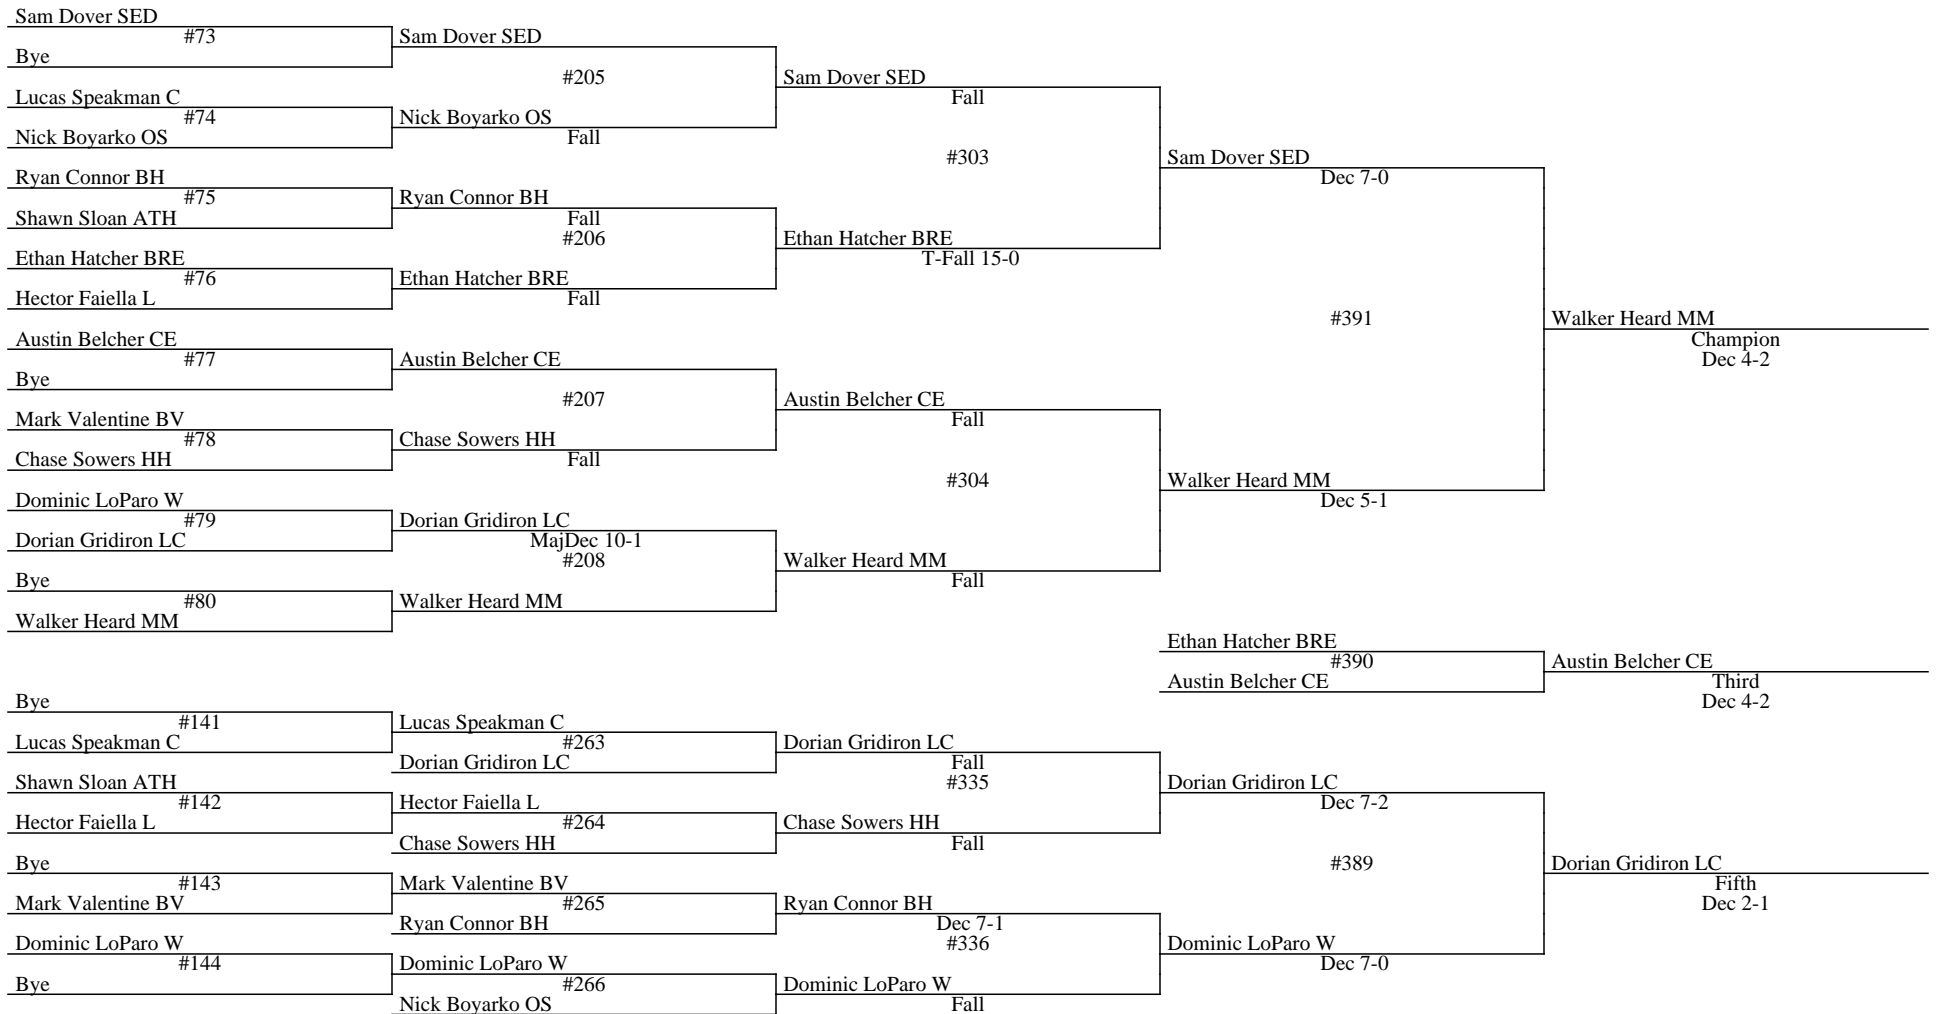 Sam Dover SED
#73
Bye
Sam Dover SED
#205
Lucas Speakman C
#74
Nick Boyarko OS
Nick Boyarko OS
Fall
Sam Dover SED
Fall
#303
Ryan Connor BH
#75
Shawn Sloan ATH
Ryan Connor BH
Fall
#206
Ethan Hatcher BRE
#76
Hector Faiella L
Ethan Hatcher BRE
Fall
Ethan Hatcher BRE
T-Fall 15-0
Sam Dover SED
Dec 7-0
#391
Austin Belcher CE
#77
Bye
Austin Belcher CE
#207
Mark Valentine BV
#78
Chase Sowers HH
Chase Sowers HH
Fall
Austin Belcher CE
Fall
#304
Dominic LoParo W
#79
Dorian Gridiron LC
Dorian Gridiron LC
MajDec 10-1
#208
Bye
#80
Walker Heard MM
Walker Heard MM
Walker Heard MM
Fall
Walker Heard MM
Dec 5-1
Walker Heard MM
Champion
Dec 4-2
Ethan Hatcher BRE
#390
Austin Belcher CE
Austin Belcher CE
Third
Dec 4-2
Bye
#141
Lucas Speakman C
Lucas Speakman C
#263
Dorian Gridiron LC
Dorian Gridiron LC
Fall
#335
Shawn Sloan ATH
#142
Hector Faiella L
Hector Faiella L
#264
Chase Sowers HH
Chase Sowers HH
Fall
Dorian Gridiron LC
Dec 7-2
#389
Bye
#143
Mark Valentine BV
Mark Valentine BV
#265
Ryan Connor BH
Ryan Connor BH
Dec 7-1
#336
Dominic LoParo W
#144
Bye
Dominic LoParo W
#266
Nick Boyarko OS
Dominic LoParo W
Fall
Dominic LoParo W
Dec 7-0
Dorian Gridiron LC
Fifth
Dec 2-1